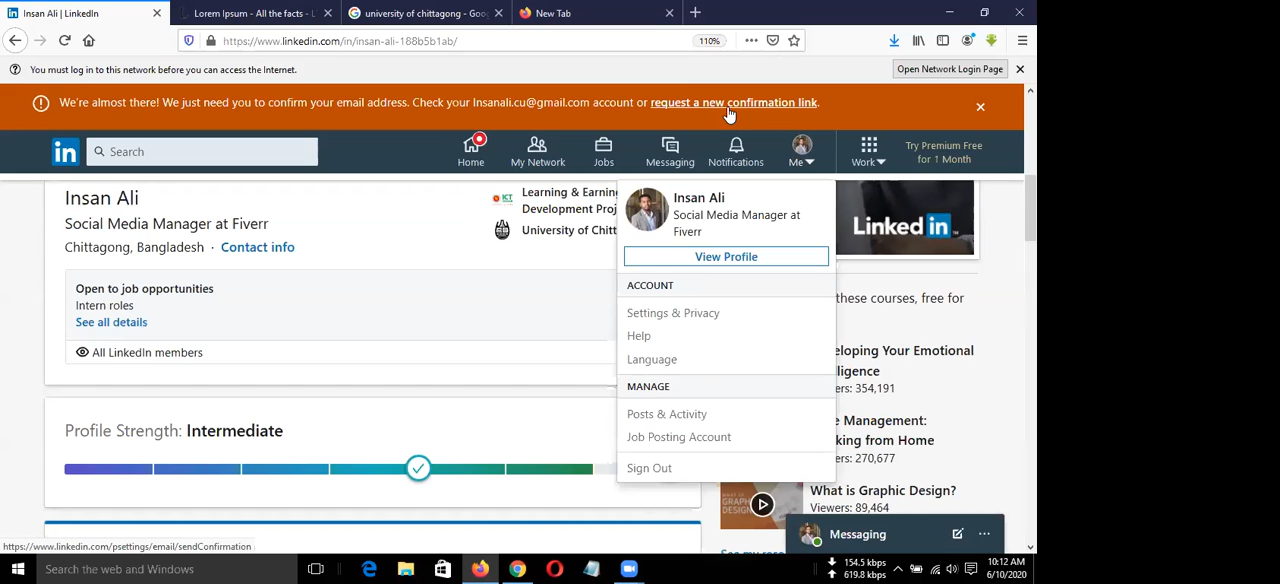 Insan Ali | LinkedIn
Lorem Ipsum - All the facts - L
university of chittagong - Goo
New Tab
https://www.linkedin.com/in/insan-ali-188b5b1ab/
110%
You must log in to this network before you can access the Internet.
Open Network Login Page
We're almost there! We just need you to confirm your email address. Check your Insanali.cu@gmail.com account or request a new confirmation link.
in
Search
Home
My Network
Jobs
Messaging
Notifications
Me
Work
Try Premium Free
for 1 Month
Insan Ali
Social Media Manager at Fiverr
Chittagong, Bangladesh · Contact info
ICT
Learning & Earning
Development Proj
University of Chitt
Open to job opportunities
Intern roles
See all details
All LinkedIn members
Profile Strength: Intermediate
Insan Ali
Social Media Manager at
Fiverr
View Profile
ACCOUNT
Settings & Privacy
Help
Language
MANAGE
Posts & Activity
Job Posting Account
Sign Out
LinkedIn
these courses, free for
eloping Your Emotional
lligence
ers: 354,191
e Management:
king from Home
ers: 270,677
What is Graphic Design?
Viewers: 89,464
Messaging
https://www.linkedin.com/psettings/email/sendConfirmation
Search the web and Windows
154.5 kbps
619.8 kbps
10:12 AM
6/10/2020